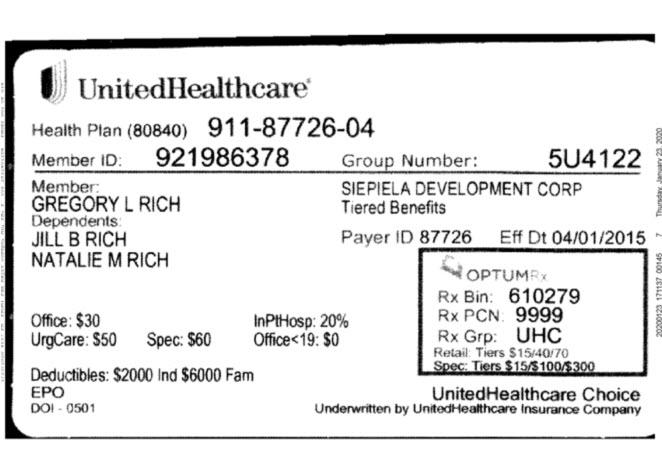 UnitedHealthcare®
Health Plan (80840) 911-87726-04
Member ID: 921986378 Group Number: 5U4122
Member: SIEPIELA DEVELOPMENT CORP
GREGORY L RICH Tiered Benefits
Dependents:
JILL B RICH Payer ID 87726 Eff Dt 04/01/2015
NATALIE M RICH
OPTUMRx
Rx Bin: 610279
Rx PCN: 9999
Rx Grp: UHC
Retail: Tiers $15/40/70
Spec: Tiers $15/$100/$300
Office: $30 InPtHosp: 20%
UrgCare: $50 Spec: $60 Office<19: $0
Deductibles: $2000 Ind $6000 Fam
EPO
DOI - 0501
UnitedHealthcare Choice
Underwritten by UnitedHealthcare Insurance Company
20200123 171137 00145 7 Thursday, January 23, 2020